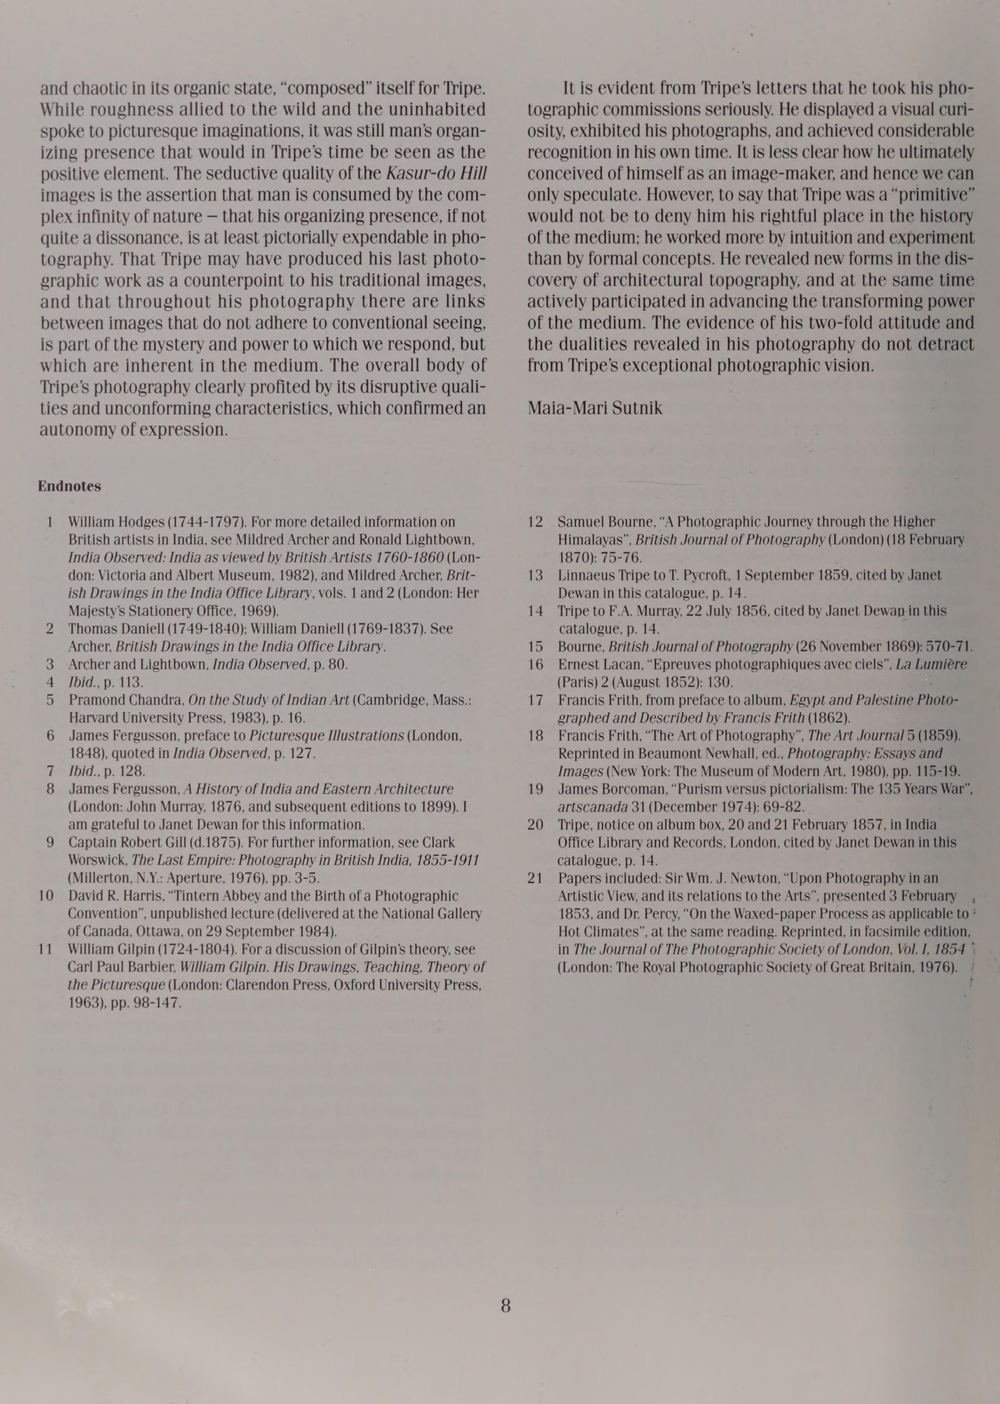 and chaotic in its organic state, “composed” itself for Tripe.
While roughness allied to the wild and the uninhabited
spoke to picturesque imaginations, it was still man's organ-
izing presence that would in Tripe's time be seen as the
positive element. The seductive quality of the Kasur-do Hill
images is the assertion that man is consumed by the com-
plex infinity of nature – that his organizing presence, if not
quite a dissonance, is at least pictorially expendable in pho-
tography. That Tripe may have produced his last photo-
graphic work as a counterpoint to his traditional images,
and that throughout his photography there are links
between images that do not adhere to conventional seeing,
is part of the mystery and power to which we respond, but
which are inherent in the medium. The overall body of
Tripe's photography clearly profited by its disruptive quali-
ties and unconforming characteristics, which confirmed an
autonomy of expression.
It is evident from Tripe's letters that he took his pho-
tographic commissions seriously. He displayed a visual curi-
osity, exhibited his photographs, and achieved considerable
recognition in his own time. It is less clear how he ultimately
conceived of himself as an image-maker, and hence we can
only speculate. However, to say that Tripe was a “primitive”
would not be to deny him his rightful place in the history
of the medium; he worked more by intuition and experiment
than by formal concepts. He revealed new forms in the dis-
covery of architectural topography, and at the same time
actively participated in advancing the transforming power
of the medium. The evidence of his two-fold attitude and
the dualities revealed in his photography do not detract
from Tripe's exceptional photographic vision.
Maia-Mari Sutnik
Endnotes
1 William Hodges (1744-1797). For more detailed information on
British artists in India, see Mildred Archer and Ronald Lightbown,
India Observed: India as viewed by British Artists 1760-1860 (Lon-
don: Victoria and Albert Museum, 1982), and Mildred Archer, Brit-
ish Drawings in the India Office Library, vols. 1 and 2 (London: Her
Majesty's Stationery Office, 1969).
2 Thomas Daniell (1749-1840); William Daniell (1769-1837). See
Archer, British Drawings in the India Office Library.
3 Archer and Lightbown, India Observed, p. 80.
4 Ibid., p. 113.
5 Pramond Chandra, On the Study of Indian Art (Cambridge, Mass.:
Harvard University Press, 1983), p. 16.
6 James Fergusson, preface to Picturesque Illustrations (London,
1848), quoted in India Observed, p. 127.
7 Ibid., p. 128.
8 James Fergusson, A History of India and Eastern Architecture
(London: John Murray, 1876, and subsequent editions to 1899). I
am grateful to Janet Dewan for this information.
9 Captain Robert Gill (d.1875). For further information, see Clark
Worswick, The Last Empire: Photography in British India, 1855-1911
(Millerton, N.Y.: Aperture, 1976), pp. 3-5.
10 David R. Harris, “Tintern Abbey and the Birth of a Photographic
Convention”, unpublished lecture (delivered at the National Gallery
of Canada, Ottawa, on 29 September 1984).
11 William Gilpin (1724-1804). For a discussion of Gilpin's theory, see
Carl Paul Barbier, William Gilpin. His Drawings, Teaching, Theory of
the Picturesque (London: Clarendon Press, Oxford University Press,
1963), pp. 98-147.
12 Samuel Bourne, “A Photographic Journey through the Higher
Himalayas”, British Journal of Photography (London) (18 February
1870): 75-76.
13 Linnaeus Tripe to T. Pycroft, 1 September 1859, cited by Janet
Dewan in this catalogue, p. 14.
14 Tripe to F.A. Murray, 22 July 1856, cited by Janet Dewan in this
catalogue, p. 14.
15 Bourne, British Journal of Photography (26 November 1869): 570-71.
16 Ernest Lacan, “Epreuves photographiques avec ciels”, La Lumière
(Paris) 2 (August 1852): 130.
17 Francis Frith, from preface to album, Egypt and Palestine Photo-
graphed and Described by Francis Frith (1862).
18 Francis Frith, “The Art of Photography”, The Art Journal 5 (1859).
Reprinted in Beaumont Newhall, ed., Photography: Essays and
Images (New York: The Museum of Modern Art, 1980), pp. 115-19.
19 James Borcoman, “Purism versus pictorialism: The 135 Years War”,
artscanada 31 (December 1974): 69-82.
20 Tripe, notice on album box, 20 and 21 February 1857, in India
Office Library and Records, London, cited by Janet Dewan in this
catalogue, p. 14.
21 Papers included: Sir Wm. J. Newton, “Upon Photography in an
Artistic View, and its relations to the Arts”, presented 3 February
1853, and Dr. Percy, “On the Waxed-paper Process as applicable to
Hot Climates”, at the same reading. Reprinted, in facsimile edition,
in The Journal of The Photographic Society of London, Vol. I, 1854
(London: The Royal Photographic Society of Great Britain, 1976).
8